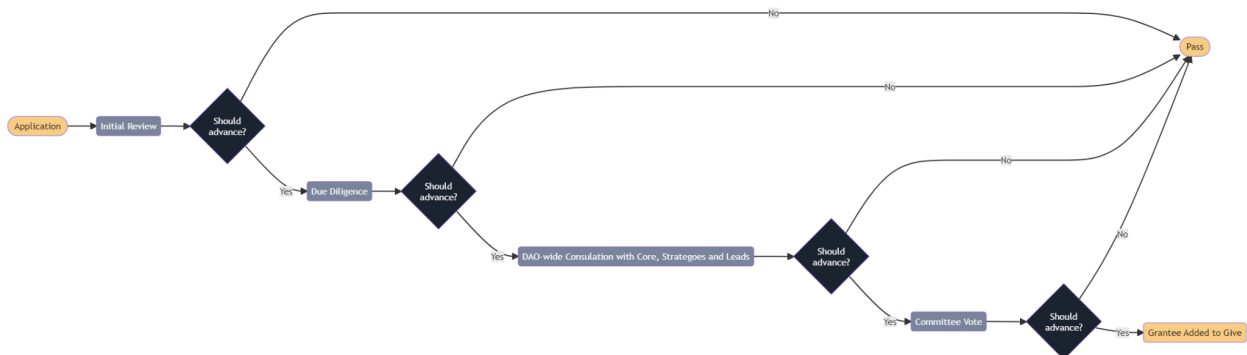 Application
Initial Review
Should
advance?
No
Pass
Yes
Due Diligence
Should
advance?
No
Yes
DAO-wide Consulation with Core, Strategoes and Leads
Should
advance?
No
Yes
Committee Vote
Should
advance?
No
Yes
Grantee Added to Give